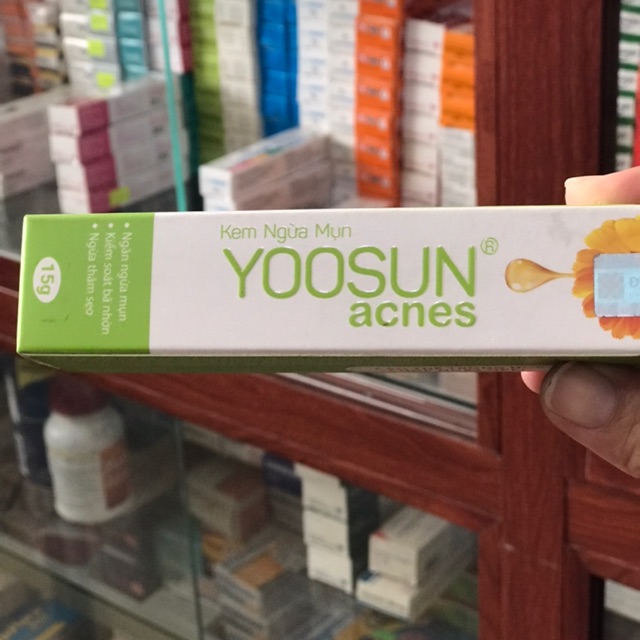 Kem Ngừa Mụn
YOOSUN®
acnes
• Ngăn ngừa mụn
• Kiểm soát bã nhờn
• Ngừa thâm sẹo
15g